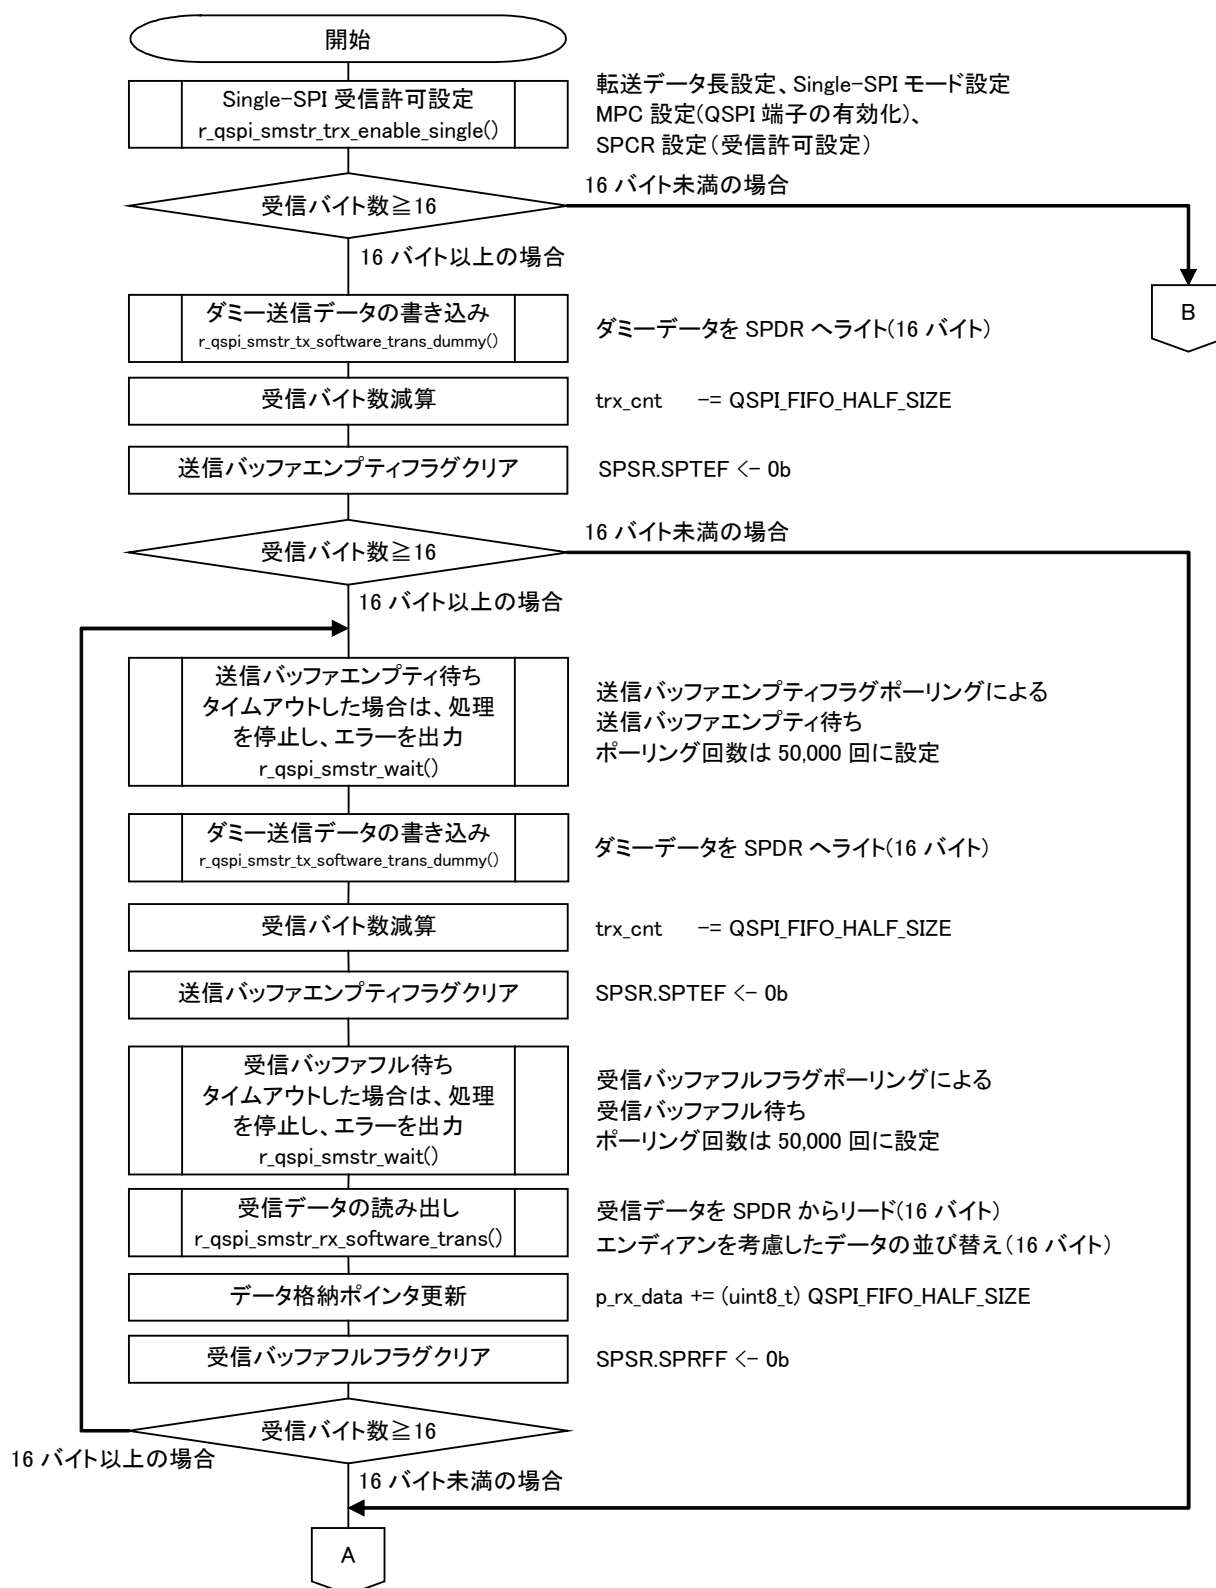 開始
Single-SPI 受信許可設定
r_qspi_smstr_trx_enable_single()
転送データ長設定、Single-SPI モード設定
MPC 設定(QSPI 端子の有効化)、
SPCR 設定(受信許可設定)
16 バイト未満の場合
受信バイト数≧16
16 バイト以上の場合
B
ダミー送信データの書き込み
r_qspi_smstr_tx_software_trans_dummy()
ダミーデータを SPDR へライト(16 バイト)
受信バイト数減算
trx_cnt -= QSPI_FIFO_HALF_SIZE
送信バッファエンプティフラグクリア
SPSR.SPTEF <- 0b
16 バイト未満の場合
受信バイト数≧16
16 バイト以上の場合
送信バッファエンプティ待ち
タイムアウトした場合は、処理
を停止し、エラーを出力
r_qspi_smstr_wait()
送信バッファエンプティフラグポーリングによる
送信バッファエンプティ待ち
ポーリング回数は 50,000 回に設定
ダミー送信データの書き込み
r_qspi_smstr_tx_software_trans_dummy()
ダミーデータを SPDR へライト(16 バイト)
受信バイト数減算
trx_cnt -= QSPI_FIFO_HALF_SIZE
送信バッファエンプティフラグクリア
SPSR.SPTEF <- 0b
受信バッファフル待ち
タイムアウトした場合は、処理
を停止し、エラーを出力
r_qspi_smstr_wait()
受信バッファフルフラグポーリングによる
受信バッファフル待ち
ポーリング回数は 50,000 回に設定
受信データの読み出し
r_qspi_smstr_rx_software_trans()
受信データを SPDR からリード(16 バイト)
エンディアンを考慮したデータの並び替え(16 バイト)
データ格納ポインタ更新
p_rx_data += (uint8_t) QSPI_FIFO_HALF_SIZE
受信バッファフルフラグクリア
SPSR.SPRFF <- 0b
受信バイト数≧16
16 バイト以上の場合
16 バイト未満の場合
A